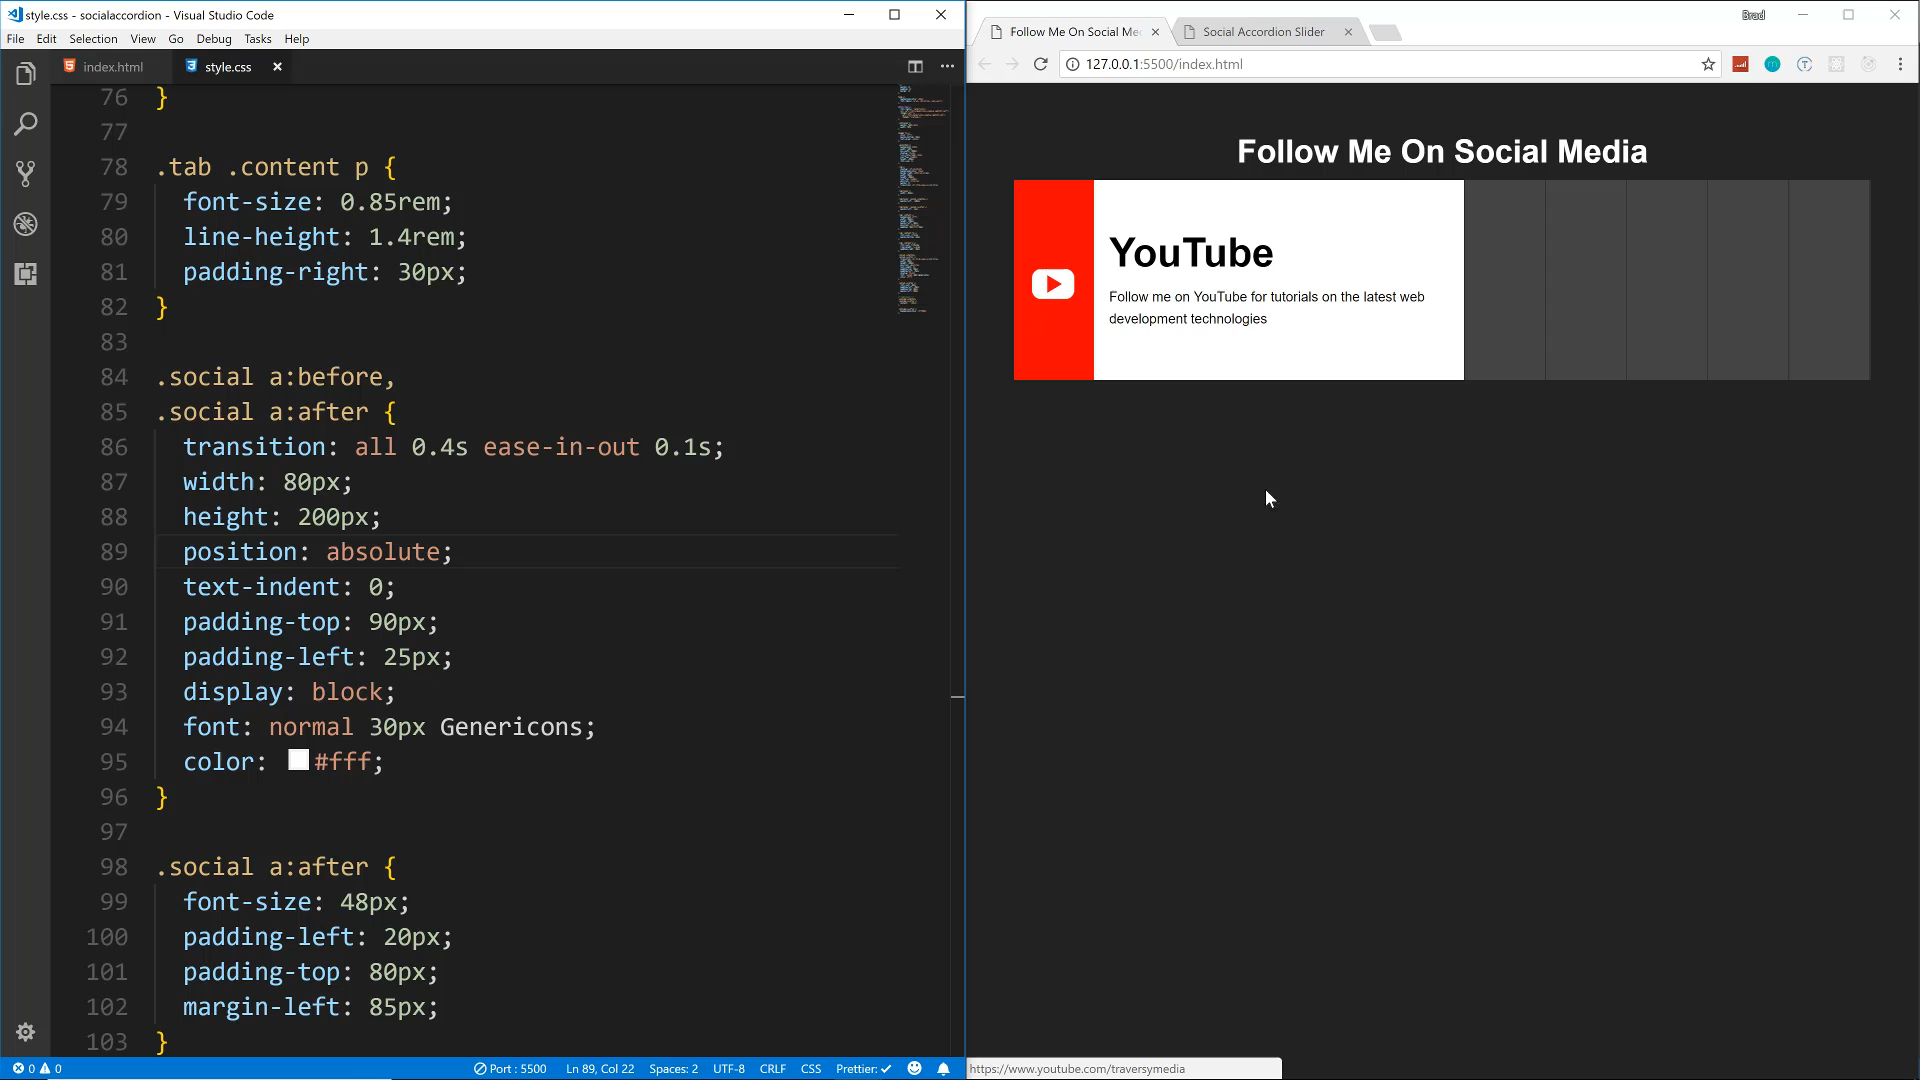 style.css - socialaccordion - Visual Studio Code
File Edit Selection View Go Debug Tasks Help
index.html style.css
76 }
77
78 .tab .content p {
79 font-size: 0.85rem;
80 line-height: 1.4rem;
81 padding-right: 30px;
82 }
83
84 .social a:before,
85 .social a:after {
86 transition: all 0.4s ease-in-out 0.1s;
87 width: 80px;
88 height: 200px;
89 position: absolute;
90 text-indent: 0;
91 padding-top: 90px;
92 padding-left: 25px;
93 display: block;
94 font: normal 30px Genericons;
95 color: #fff;
96 }
97
98 .social a:after {
99 font-size: 48px;
100 padding-left: 20px;
101 padding-top: 80px;
102 margin-left: 85px;
103 }
0 0 Port : 5500 Ln 89, Col 22 Spaces: 2 UTF-8 CRLF CSS Prettier: ✓
Brad
Follow Me On Social Me Social Accordion Slider
127.0.0.1:5500/index.html
Follow Me On Social Media
YouTube
Follow me on YouTube for tutorials on the latest web
development technologies
https://www.youtube.com/traversymedia